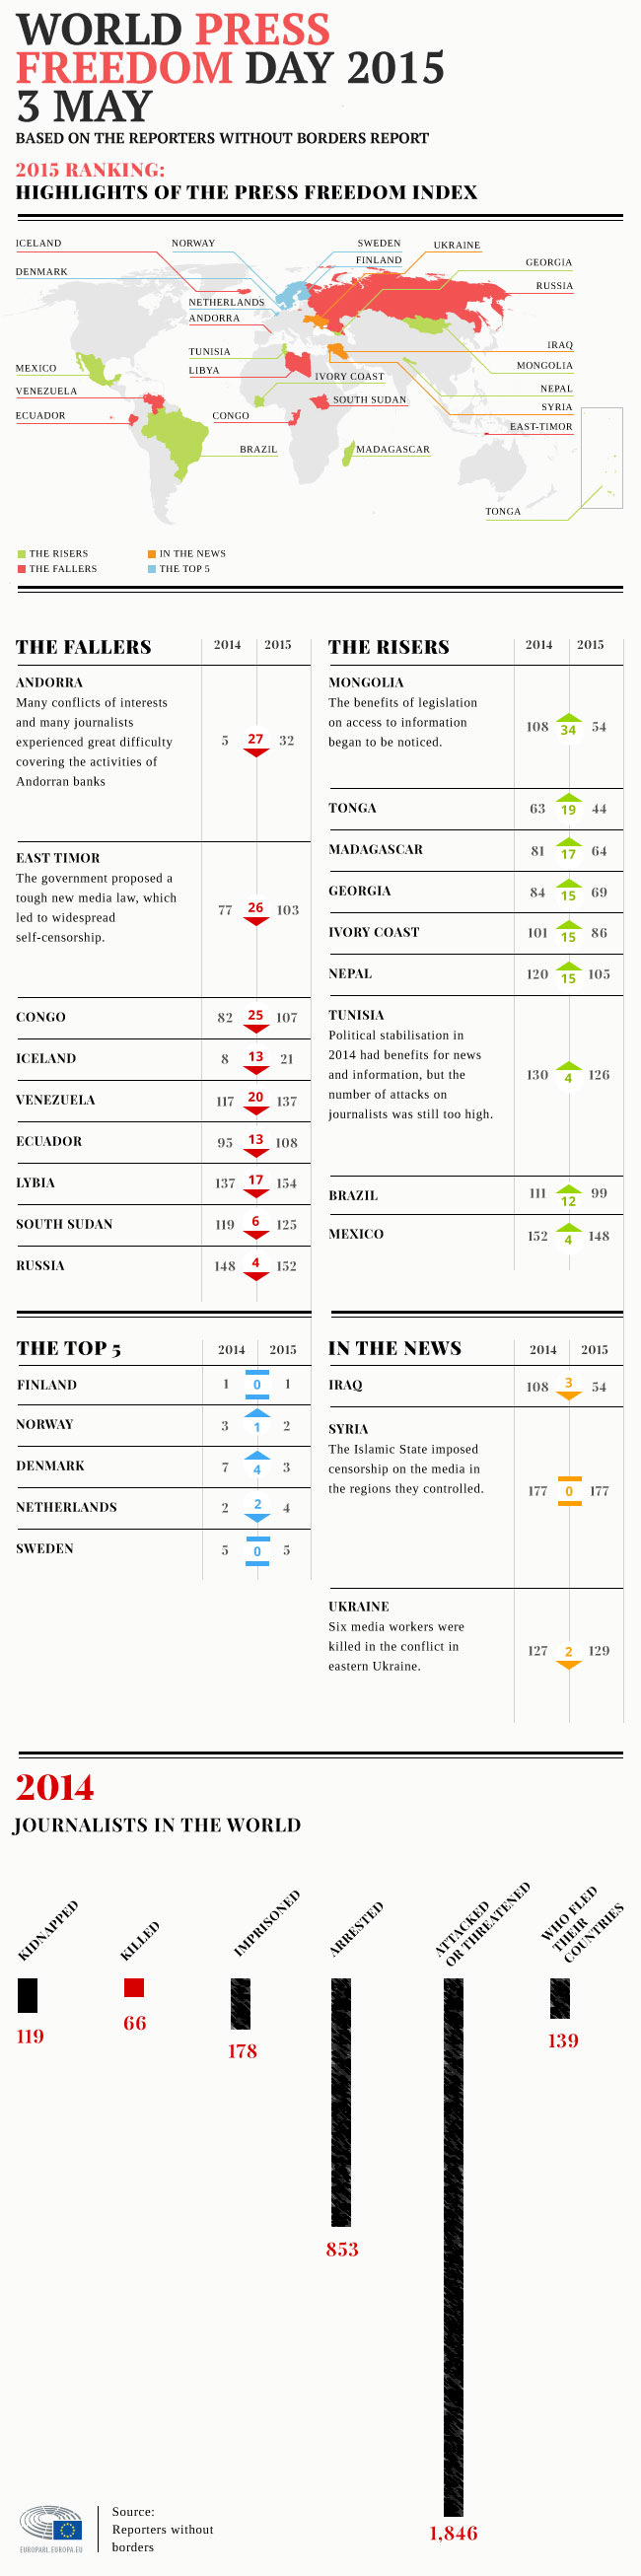 WORLD PRESS
FREEDOM DAY 2015
3 MAY
BASED ON THE REPORTERS WITHOUT BORDERS REPORT
2015 RANKING:
HIGHLIGHTS OF THE PRESS FREEDOM INDEX
ICELAND
NORWAY
SWEDEN
UKRAINE
FINLAND
GEORGIA
DENMARK
RUSSIA
NETHERLANDS
ANDORRA
IRAQ
TUNISIA
MEXICO
LIBYA
MONGOLIA
IVORY COAST
VENEZUELA
NEPAL
SOUTH SUDAN
SYRIA
ECUADOR
CONGO
EAST-TIMOR
BRAZIL
MADAGASCAR
TONGA
THE RISERS
IN THE NEWS
THE FALLERS
THE TOP 5
THE FALLERS 2014 2015
ANDORRA
Many conflicts of interests
and many journalists
experienced great difficulty
covering the activities of
Andorran banks
5 27 32
EAST TIMOR
The government proposed a
tough new media law, which
led to widespread
self-censorship.
77 26 103
CONGO 82 25 107
ICELAND 8 13 21
VENEZUELA 117 20 137
ECUADOR 95 13 108
LYBIA 137 17 154
SOUTH SUDAN 119 6 125
RUSSIA 148 4 152
THE RISERS 2014 2015
MONGOLIA
The benefits of legislation
on access to information
began to be noticed.
108 34 54
TONGA 63 19 44
MADAGASCAR 81 17 64
GEORGIA 84 15 69
IVORY COAST 101 15 86
NEPAL 120 15 105
TUNISIA
Political stabilisation in
2014 had benefits for news
and information, but the
number of attacks on
journalists was still too high.
130 4 126
BRAZIL 111 12 99
MEXICO 152 4 148
THE TOP 5 2014 2015
FINLAND 1 0 1
NORWAY 3 1 2
DENMARK 7 4 3
NETHERLANDS 2 2 4
SWEDEN 5 0 5
IN THE NEWS 2014 2015
IRAQ 108 3 54
SYRIA
The Islamic State imposed
censorship on the media in
the regions they controlled.
177 0 177
UKRAINE
Six media workers were
killed in the conflict in
eastern Ukraine.
127 2 129
2014
JOURNALISTS IN THE WORLD
KIDNAPPED
119
KILLED
66
IMPRISONED
178
ARRESTED
853
ATTACKED
OR THREATENED
1,846
WHO FLED
THEIR
COUNTRIES
139
EUROPARL.EUROPA.EU
Source:
Reporters without
borders